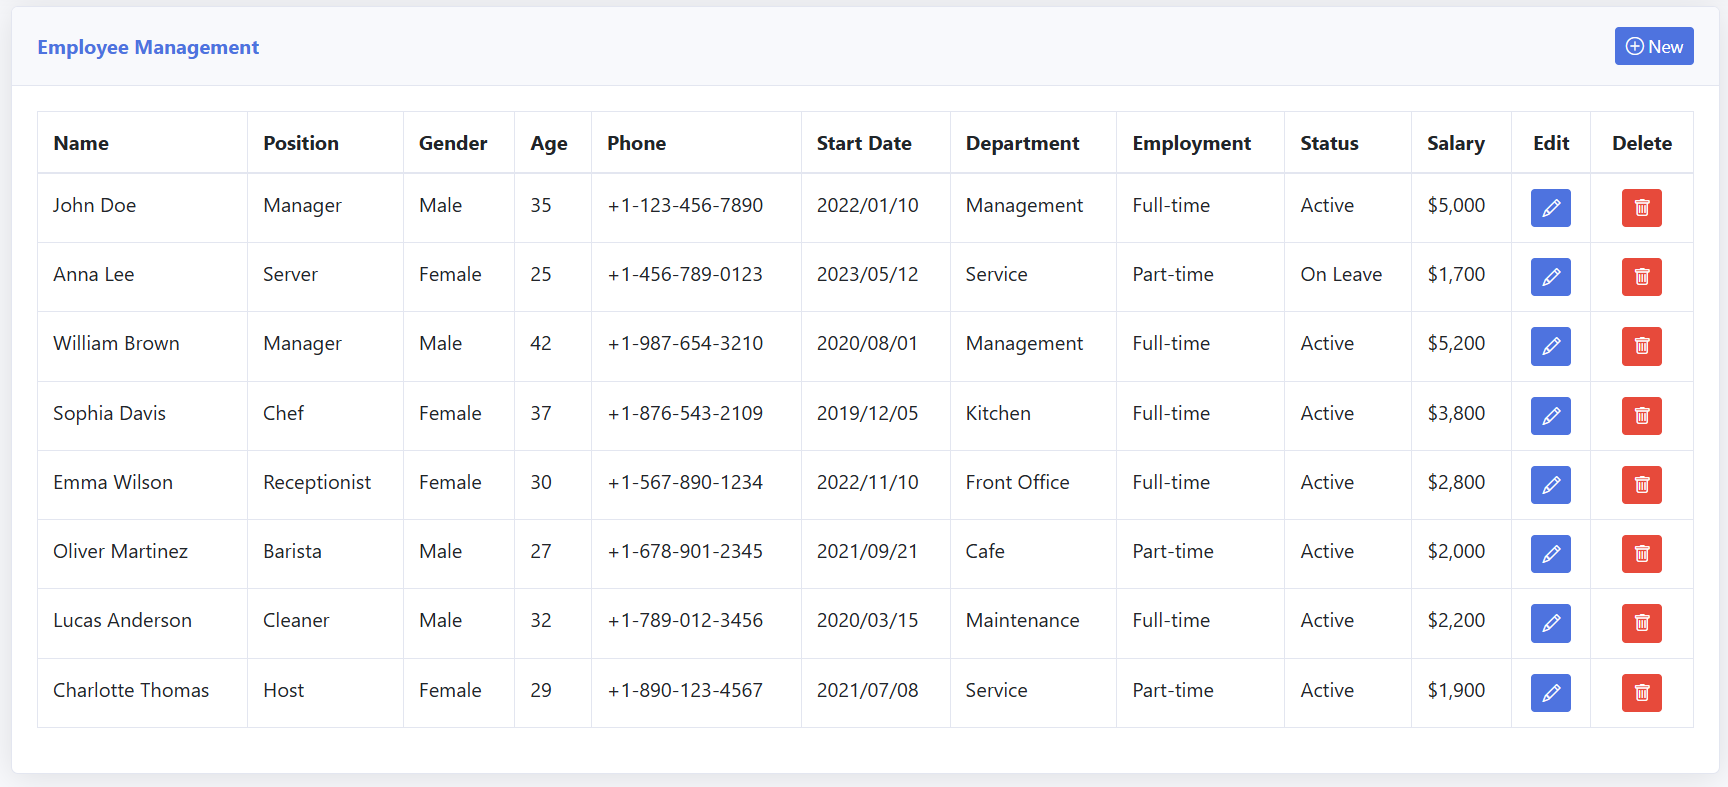 Employee Management
New
Name Position Gender Age Phone Start Date Department Employment Status Salary Edit Delete
John Doe Manager Male 35 +1-123-456-7890 2022/01/10 Management Full-time Active $5,000
Anna Lee Server Female 25 +1-456-789-0123 2023/05/12 Service Part-time On Leave $1,700
William Brown Manager Male 42 +1-987-654-3210 2020/08/01 Management Full-time Active $5,200
Sophia Davis Chef Female 37 +1-876-543-2109 2019/12/05 Kitchen Full-time Active $3,800
Emma Wilson Receptionist Female 30 +1-567-890-1234 2022/11/10 Front Office Full-time Active $2,800
Oliver Martinez Barista Male 27 +1-678-901-2345 2021/09/21 Cafe Part-time Active $2,000
Lucas Anderson Cleaner Male 32 +1-789-012-3456 2020/03/15 Maintenance Full-time Active $2,200
Charlotte Thomas Host Female 29 +1-890-123-4567 2021/07/08 Service Part-time Active $1,900